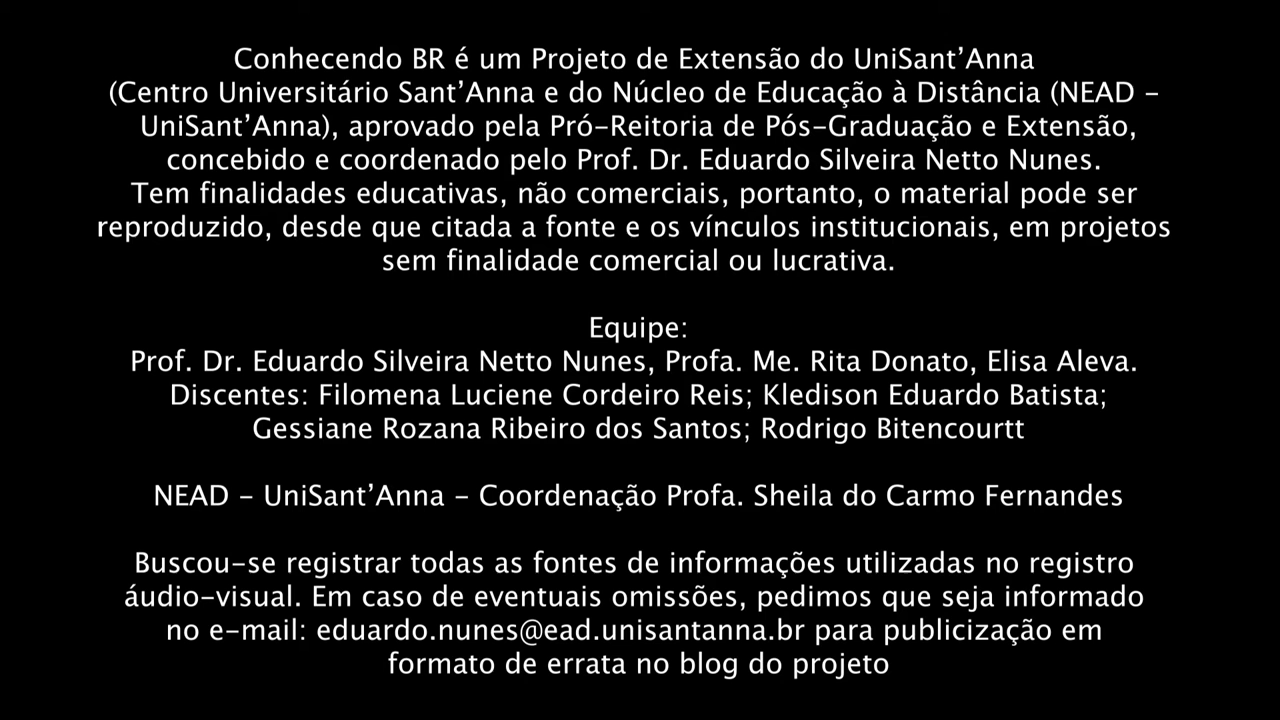 Conhecendo BR é um Projeto de Extensão do UniSant’Anna
(Centro Universitário Sant’Anna e do Núcleo de Educação à Distância (NEAD –
UniSant’Anna), aprovado pela Pró-Reitoria de Pós-Graduação e Extensão,
concebido e coordenado pelo Prof. Dr. Eduardo Silveira Netto Nunes.
Tem finalidades educativas, não comerciais, portanto, o material pode ser
reproduzido, desde que citada a fonte e os vínculos institucionais, em projetos
sem finalidade comercial ou lucrativa.
Equipe:
Prof. Dr. Eduardo Silveira Netto Nunes, Profa. Me. Rita Donato, Elisa Aleva.
Discentes: Filomena Luciene Cordeiro Reis; Kledison Eduardo Batista;
Gessiane Rozana Ribeiro dos Santos; Rodrigo Bitencourtt
NEAD – UniSant’Anna – Coordenação Profa. Sheila do Carmo Fernandes
Buscou-se registrar todas as fontes de informações utilizadas no registro
áudio-visual. Em caso de eventuais omissões, pedimos que seja informado
no e-mail: eduardo.nunes@ead.unisantanna.br para publicização em
formato de errata no blog do projeto